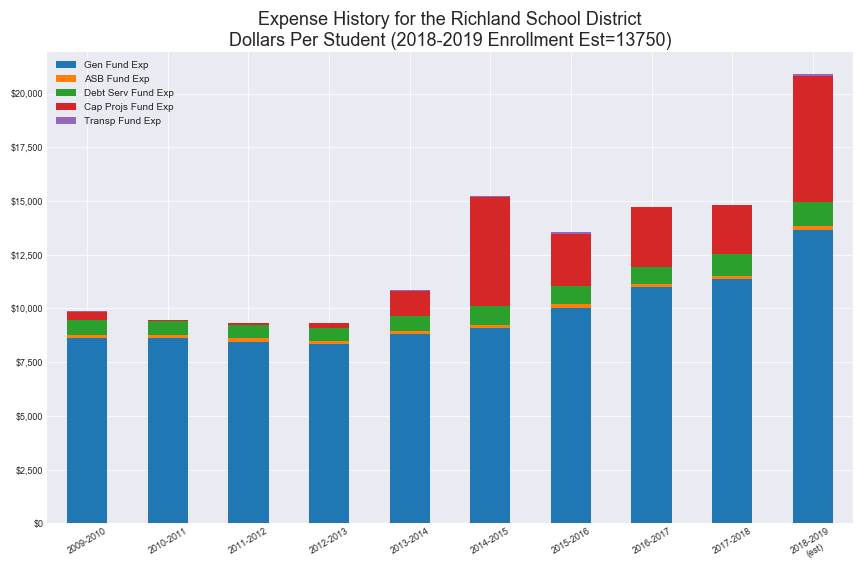 Expense History for the Richland School District
Dollars Per Student (2018-2019 Enrollment Est=13750)
Gen Fund Exp
ASB Fund Exp
Debt Serv Fund Exp
Cap Projs Fund Exp
Transp Fund Exp
$20,000
$17,500
$15,000
$12,500
$10,000
$7,500
$5,000
$2,500
$0
2009-2010
2010-2011
2011-2012
2012-2013
2013-2014
2014-2015
2015-2016
2016-2017
2017-2018
2018-2019
(est)